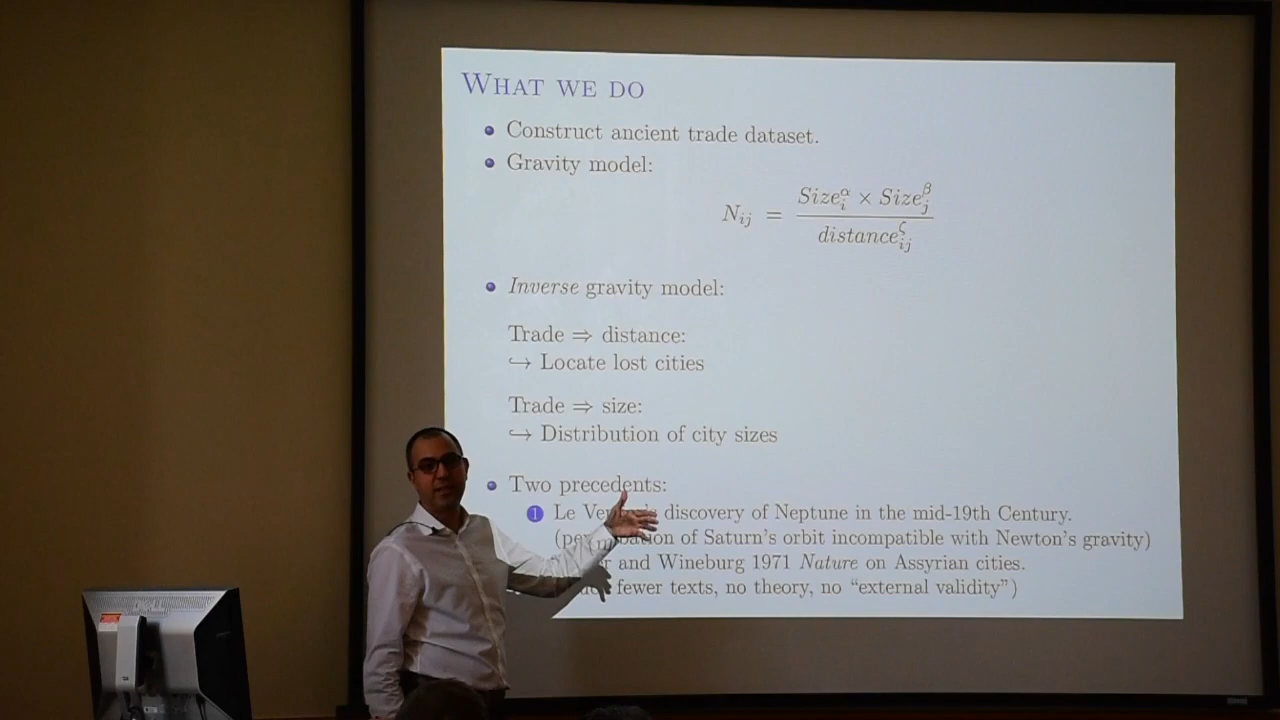 WHAT WE DO
• Construct ancient trade dataset.
• Gravity model:
N_ij = Size_i^α × Size_j^β / distance_ij^ζ
• Inverse gravity model:
Trade ⇒ distance:
↪ Locate lost cities
Trade ⇒ size:
↪ Distribution of city sizes
• Two precedents:
1 Le discovery of Neptune in the mid-19th Century.
of Saturn's orbit incompatible with Newton's gravity)
and Wineburg 1971 Nature on Assyrian cities.
fewer texts, no theory, no "external validity")